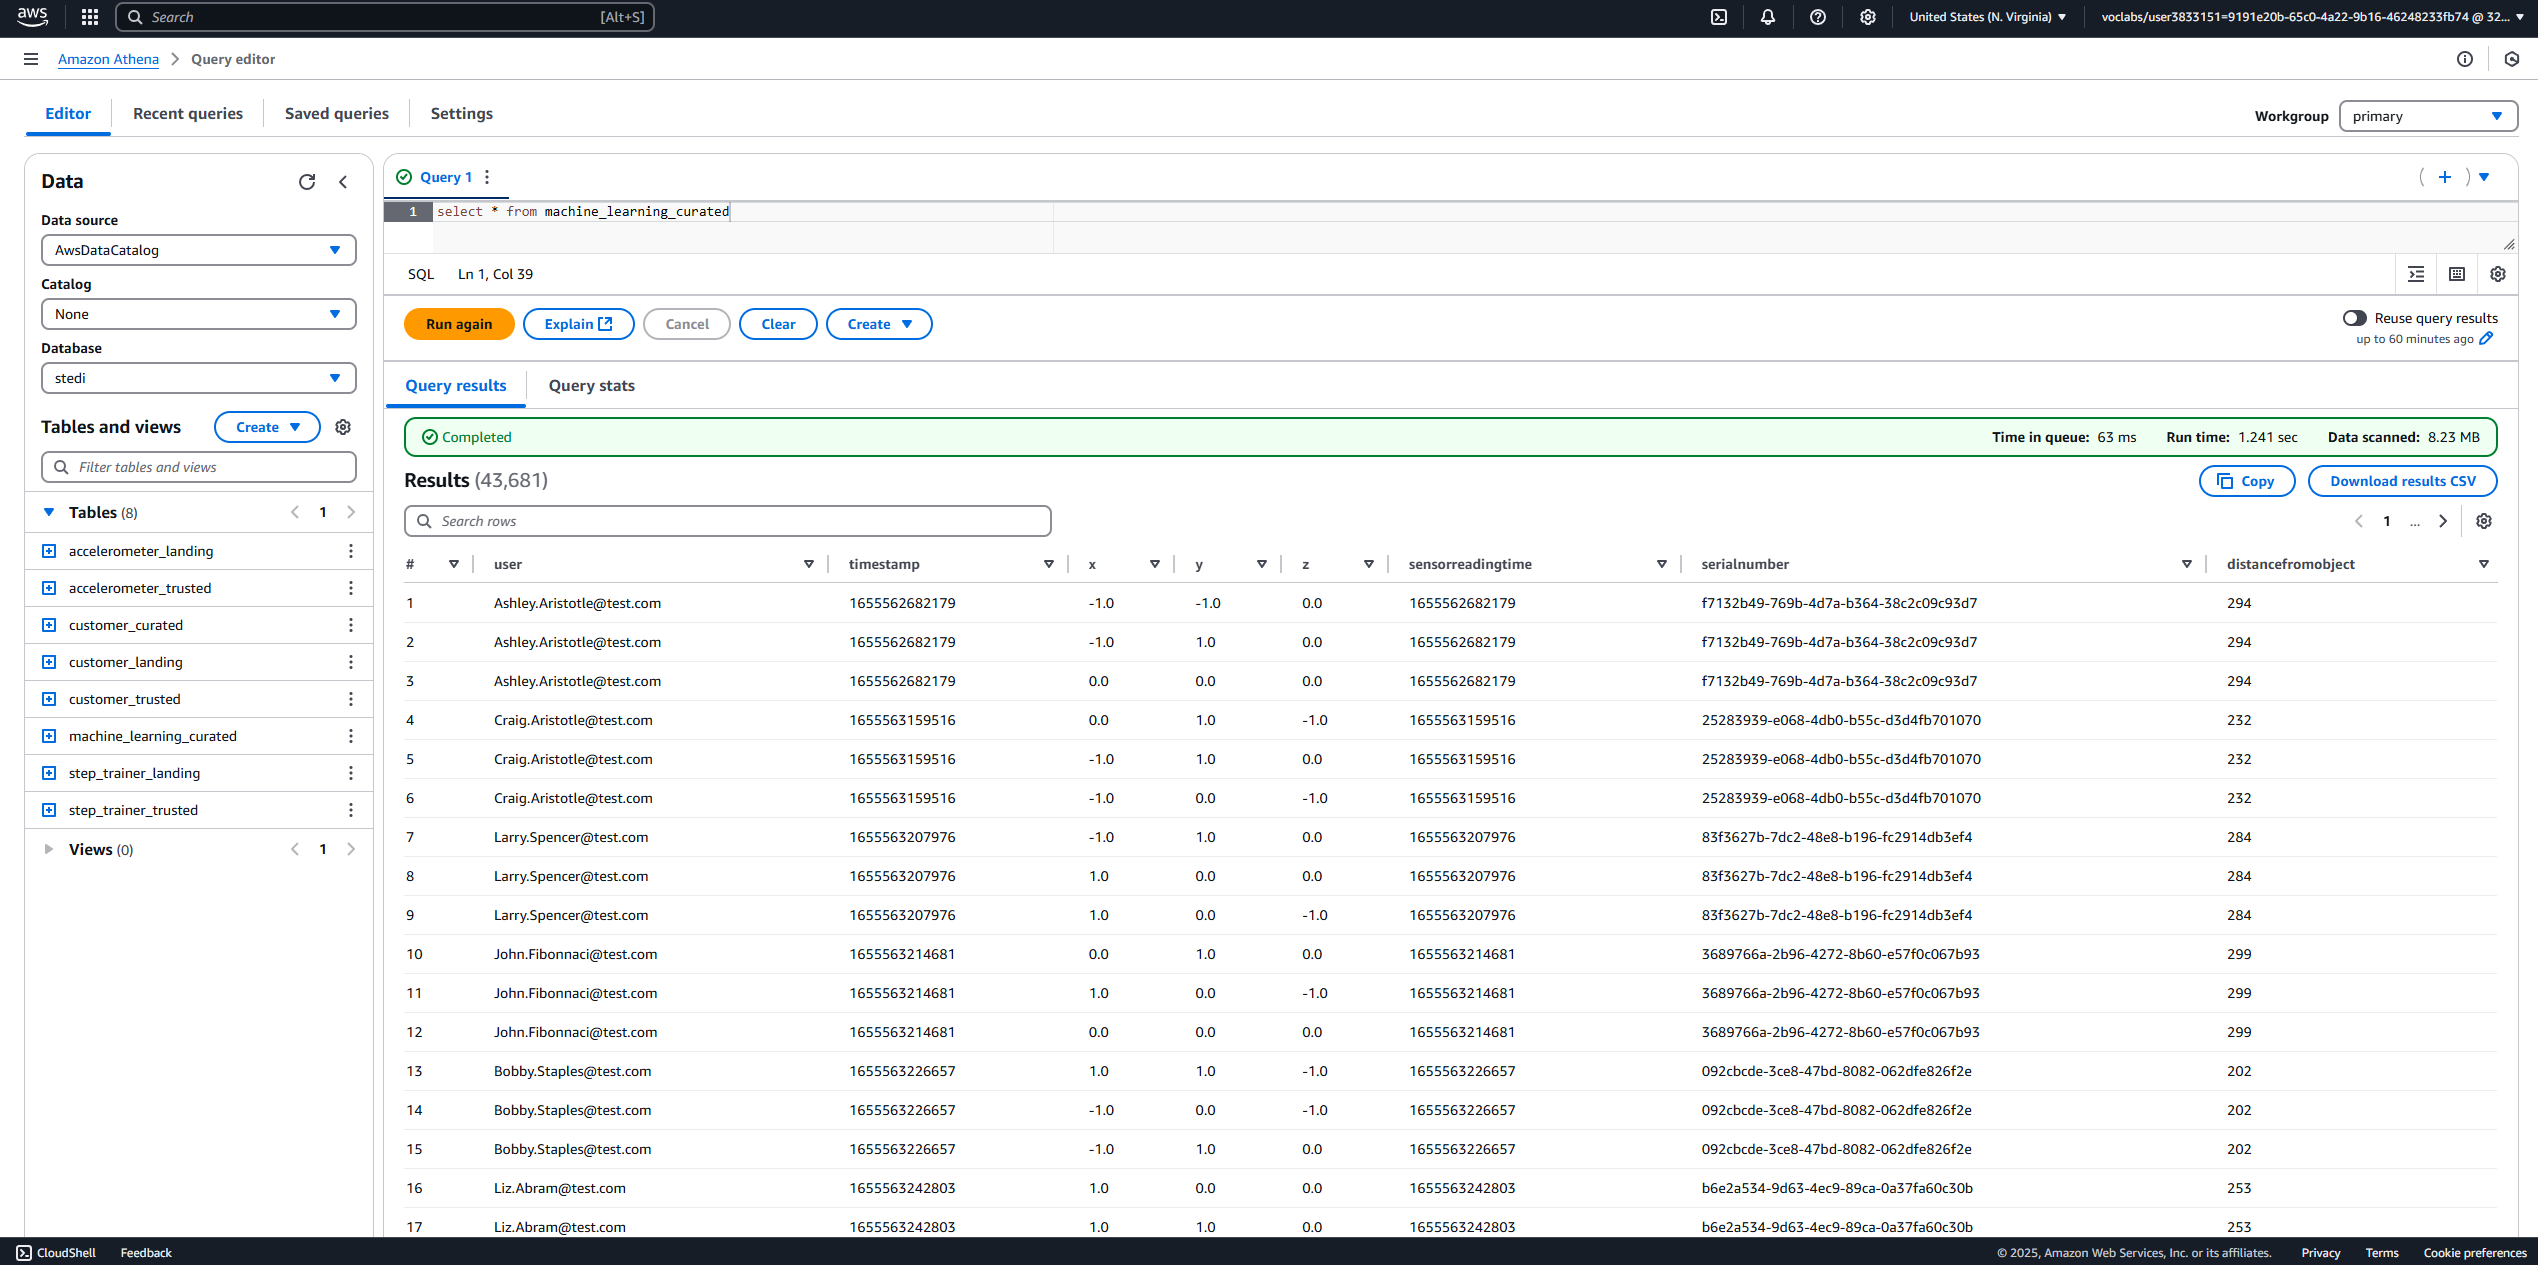 aws Search [Alt+S] United States (N. Virginia) voclabs/user3833151=9191e20b-65c0-4a22-9b16-46248233fb74 @ 32...
Amazon Athena Query editor
Editor Recent queries Saved queries Settings
Workgroup primary
Data
Data source
AwsDataCatalog
Catalog
None
Database
stedi
Tables and views Create
Filter tables and views
Tables (8) 1
accelerometer_landing
accelerometer_trusted
customer_curated
customer_landing
customer_trusted
machine_learning_curated
step_trainer_landing
step_trainer_trusted
Views (0) 1
Query 1
1 select * from machine_learning_curated
SQL Ln 1, Col 39
Run again Explain Cancel Clear Create
Reuse query results
up to 60 minutes ago
Query results Query stats
Completed Time in queue: 63 ms Run time: 1.241 sec Data scanned: 8.23 MB
Results (43,681) Copy Download results CSV
Search rows 1 ...
# user timestamp x y z sensorreadingtime serialnumber distancefromobject
1 Ashley.Aristotle@test.com 1655562682179 -1.0 -1.0 0.0 1655562682179 f7132b49-769b-4d7a-b364-38c2c09c93d7 294
2 Ashley.Aristotle@test.com 1655562682179 -1.0 1.0 0.0 1655562682179 f7132b49-769b-4d7a-b364-38c2c09c93d7 294
3 Ashley.Aristotle@test.com 1655562682179 0.0 0.0 0.0 1655562682179 f7132b49-769b-4d7a-b364-38c2c09c93d7 294
4 Craig.Aristotle@test.com 1655563159516 0.0 1.0 -1.0 1655563159516 25283939-e068-4db0-b55c-d3d4fb701070 232
5 Craig.Aristotle@test.com 1655563159516 -1.0 1.0 0.0 1655563159516 25283939-e068-4db0-b55c-d3d4fb701070 232
6 Craig.Aristotle@test.com 1655563159516 -1.0 0.0 -1.0 1655563159516 25283939-e068-4db0-b55c-d3d4fb701070 232
7 Larry.Spencer@test.com 1655563207976 -1.0 1.0 0.0 1655563207976 83f3627b-7dc2-48e8-b196-fc2914db3ef4 284
8 Larry.Spencer@test.com 1655563207976 1.0 0.0 0.0 1655563207976 83f3627b-7dc2-48e8-b196-fc2914db3ef4 284
9 Larry.Spencer@test.com 1655563207976 1.0 0.0 -1.0 1655563207976 83f3627b-7dc2-48e8-b196-fc2914db3ef4 284
10 John.Fibonnaci@test.com 1655563214681 0.0 1.0 0.0 1655563214681 3689766a-2b96-4272-8b60-e57f0c067b93 299
11 John.Fibonnaci@test.com 1655563214681 1.0 0.0 -1.0 1655563214681 3689766a-2b96-4272-8b60-e57f0c067b93 299
12 John.Fibonnaci@test.com 1655563214681 0.0 0.0 0.0 1655563214681 3689766a-2b96-4272-8b60-e57f0c067b93 299
13 Bobby.Staples@test.com 1655563226657 1.0 1.0 -1.0 1655563226657 092cbcde-3ce8-47bd-8082-062dfe826f2e 202
14 Bobby.Staples@test.com 1655563226657 -1.0 0.0 -1.0 1655563226657 092cbcde-3ce8-47bd-8082-062dfe826f2e 202
15 Bobby.Staples@test.com 1655563226657 -1.0 1.0 0.0 1655563226657 092cbcde-3ce8-47bd-8082-062dfe826f2e 202
16 Liz.Abram@test.com 1655563242803 1.0 0.0 0.0 1655563242803 b6e2a534-9d63-4ec9-89ca-0a37fa60c30b 253
17 Liz.Abram@test.com 1655563242803 1.0 1.0 0.0 1655563242803 b6e2a534-9d63-4ec9-89ca-0a37fa60c30b 253
CloudShell Feedback © 2025, Amazon Web Services, Inc. or its affiliates. Privacy Terms Cookie preferences